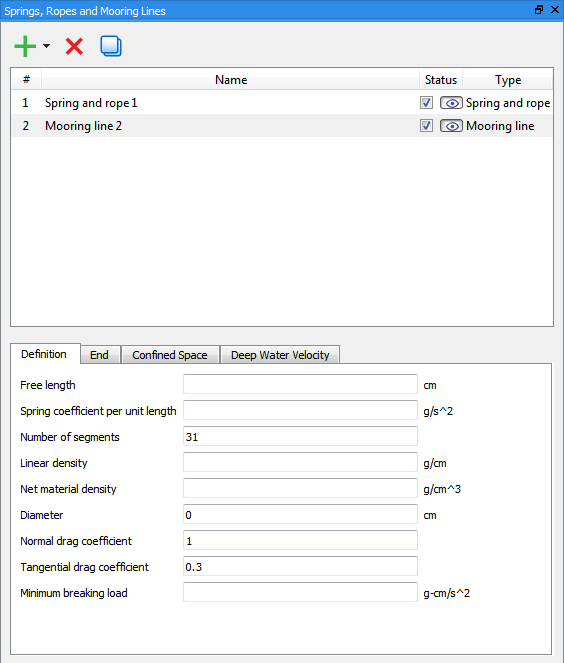 Springs, Ropes and Mooring Lines
# Name Status Type
1 Spring and rope 1 Spring and rope
2 Mooring line 2 Mooring line
Definition End Confined Space Deep Water Velocity
Free length cm
Spring coefficient per unit length g/s^2
Number of segments 31
Linear density g/cm
Net material density g/cm^3
Diameter 0 cm
Normal drag coefficient 1
Tangential drag coefficient 0.3
Minimum breaking load g-cm/s^2